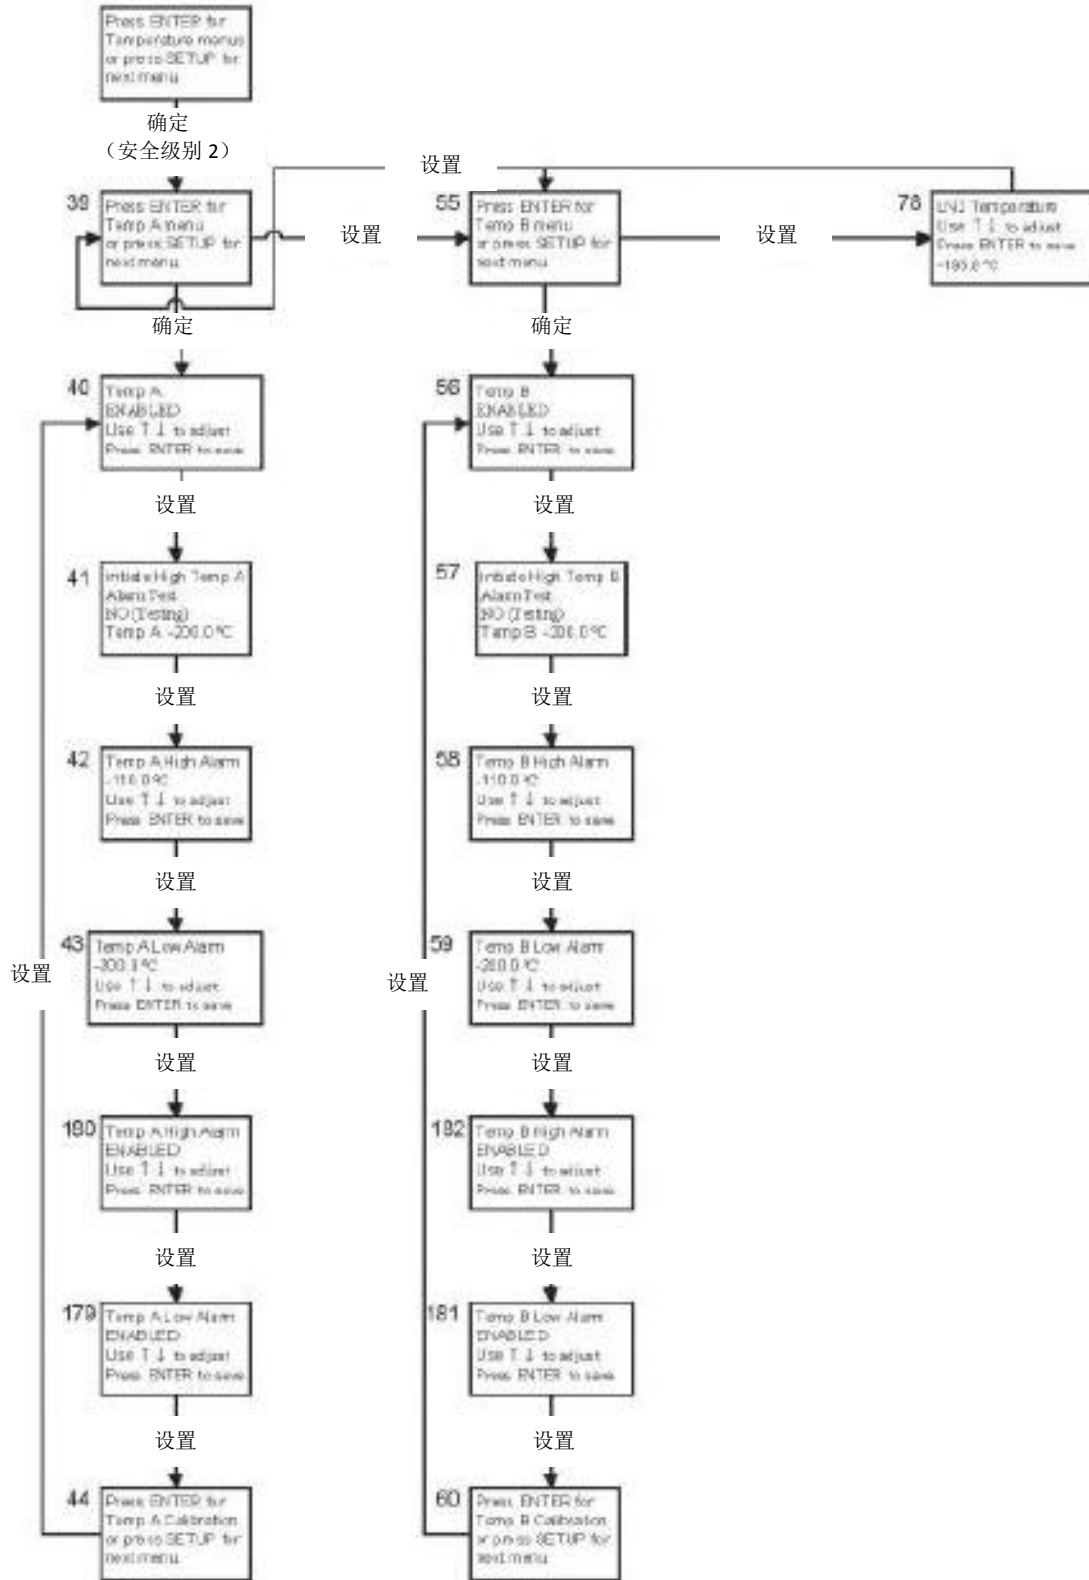 Press ENTER for
Temperature menus
or press SETUP for
next menu
确定
（安全级别 2）
设置
39
Press ENTER for
Temp A menu
or press SETUP for
next menu
设置
55
Press ENTER for
Temp B menu
or press SETUP for
next menu
设置
78
LN2 Temperature
Use ↑ ↓ to adjust
Press ENTER to save
确定
确定
40
Temp A
ENABLED
Use ↑ ↓ to adjust
Press ENTER to save
56
Temp B
ENABLED
Use ↑ ↓ to adjust
Press ENTER to save
设置
设置
41
Initiate High Temp A
Alarm Test
NO (Testing)
Temp A -200.0 °C
57
Initiate High Temp B
Alarm Test
NO (Testing)
Temp B -200.0 °C
设置
设置
42
Temp A High Alarm
-110.0 °C
Use ↑ ↓ to adjust
Press ENTER to save
58
Temp B High Alarm
-110.0 °C
Use ↑ ↓ to adjust
Press ENTER to save
设置
设置
43
Temp A Low Alarm
°C
Use ↑ ↓ to adjust
Press ENTER to save
59
Temp B Low Alarm
-200.0 °C
Use ↑ ↓ to adjust
Press ENTER to save
设置
设置
设置
设置
180
Temp A High Alarm
ENABLED
Use ↑ ↓ to adjust
Press ENTER to save
182
Temp B High Alarm
ENABLED
Use ↑ ↓ to adjust
Press ENTER to save
设置
设置
179
Temp A Low Alarm
ENABLED
Use ↑ ↓ to adjust
Press ENTER to save
181
Temp B Low Alarm
ENABLED
Use ↑ ↓ to adjust
Press ENTER to save
设置
设置
44
Press ENTER for
Temp A Calibration
or press SETUP for
next menu
60
Press ENTER for
Temp B Calibration
or press SETUP for
next menu